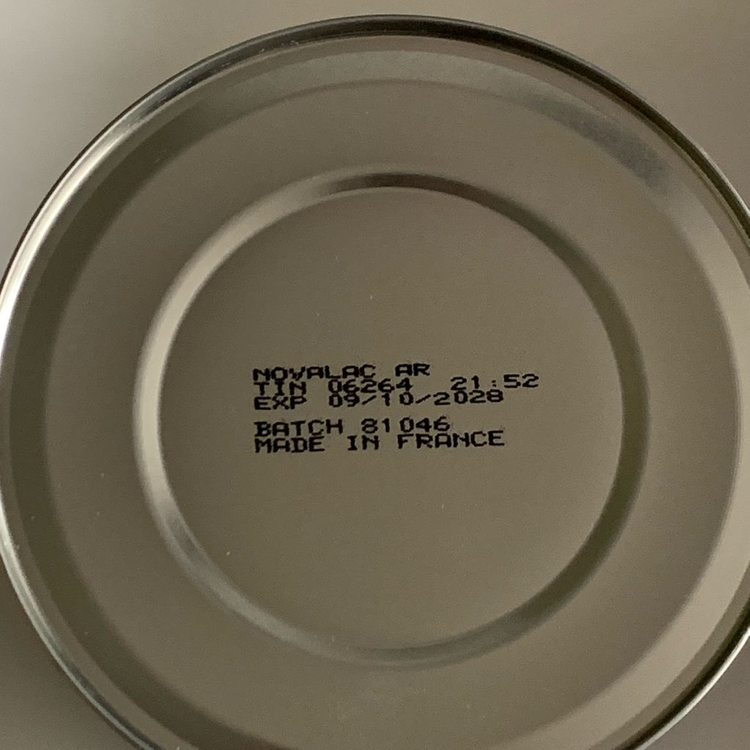 NOVALAC AR
TIN 06264 21:52
EXP 09/10/2028
BATCH 81046
MADE IN FRANCE